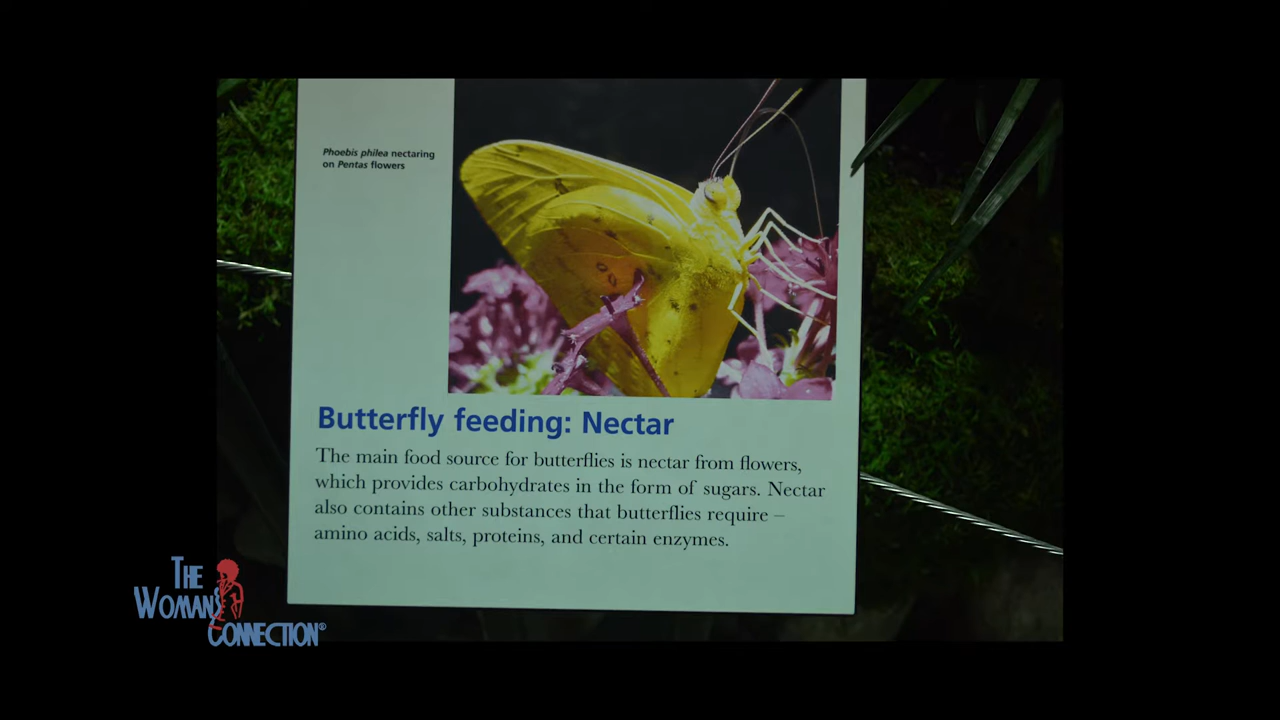 Phoebis philea nectaring
on Pentas flowers
Butterfly feeding: Nectar
The main food source for butterflies is nectar from flowers,
which provides carbohydrates in the form of sugars. Nectar
also contains other substances that butterflies require –
amino acids, salts, proteins, and certain enzymes.
THE
WOMAN'S
CONNECTION®